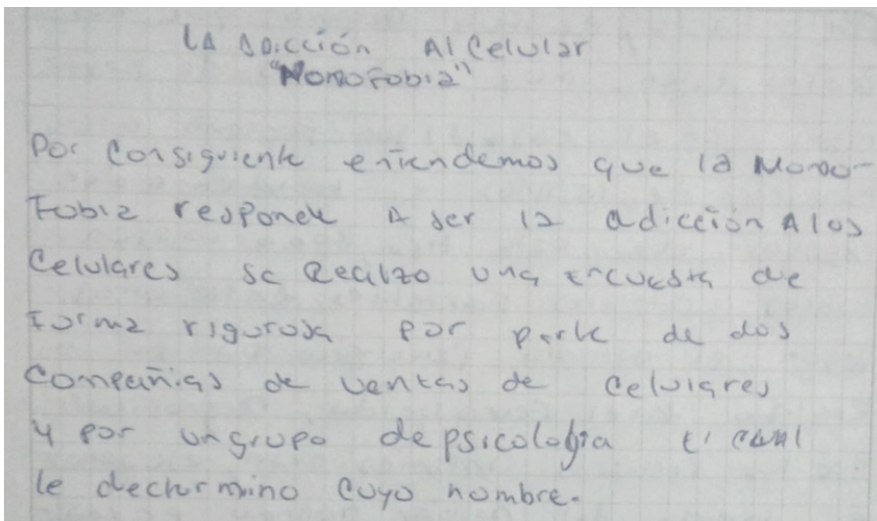 LA ADICCIÓN Al Celular
"NomoFobia"
Por Consiguiente entendemos que la Nomo-
Fobia responde A ser la adicción A los
Celulares se Realizo una encuesta de
Forma rigurosa por parte de dos
Compañias de ventas de Celulares
y por un grupo de psicología el cual
le determino cuyo nombre.